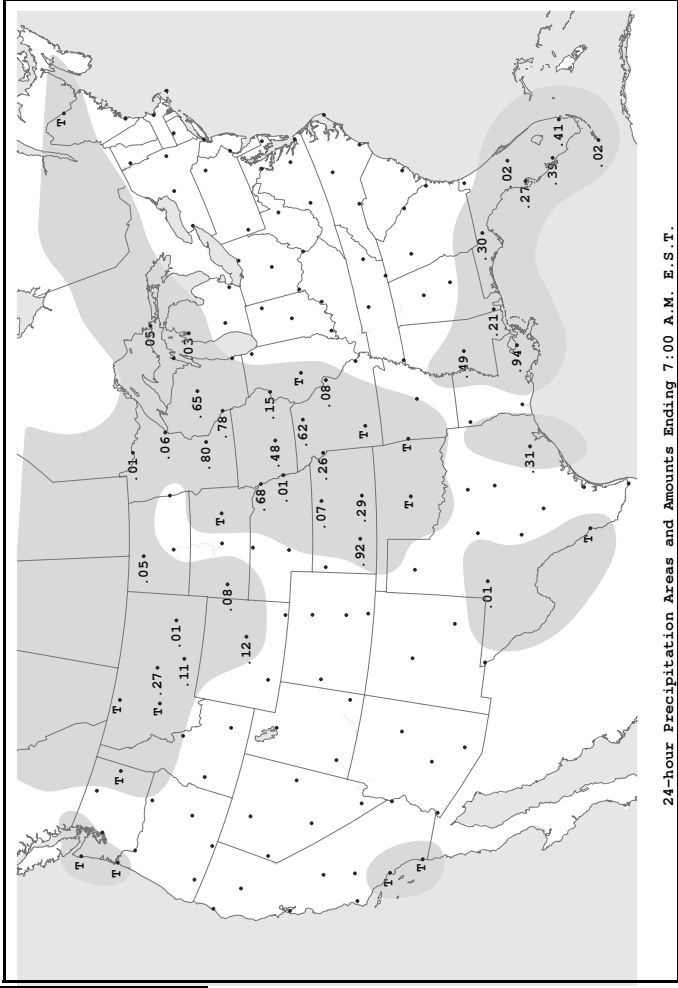 T
T
T
T
T
.01
.05
.05
T
.27
.06
.01
.11
.03
.65
.80
T
.78
.08
.12
.68
.15
.48
.01
T
.62
.07
.26
.08
.92
.29
T
T
T
T
T
.49
.30
.01
.21
.02
.94
.27
.31
.39
.41
T
.02
24-hour Precipitation Areas and Amounts Ending 7:00 A.M. E.S.T.